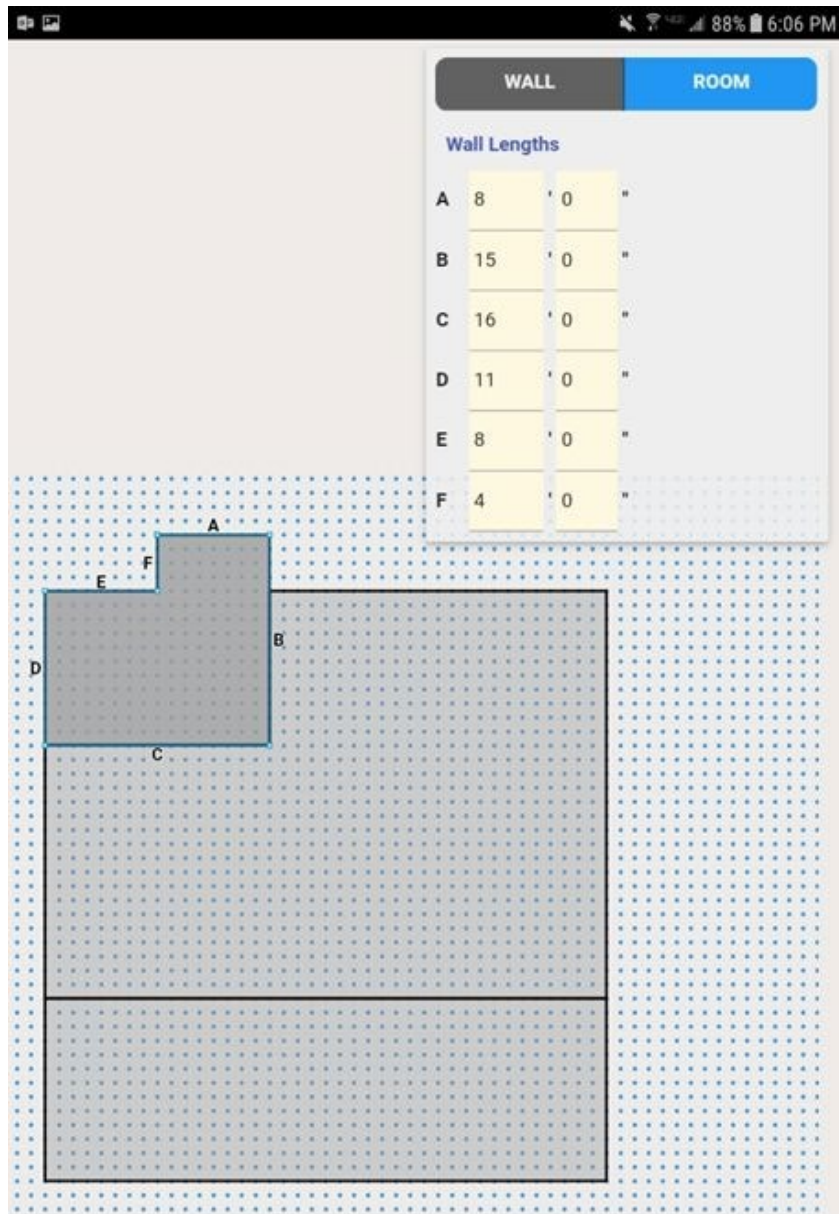 88% 6:06 PM
WALL ROOM
Wall Lengths
A 8 ' 0 "
B 15 ' 0 "
C 16 ' 0 "
D 11 ' 0 "
E 8 ' 0 "
F 4 ' 0 "
A
F
E
B
D
C